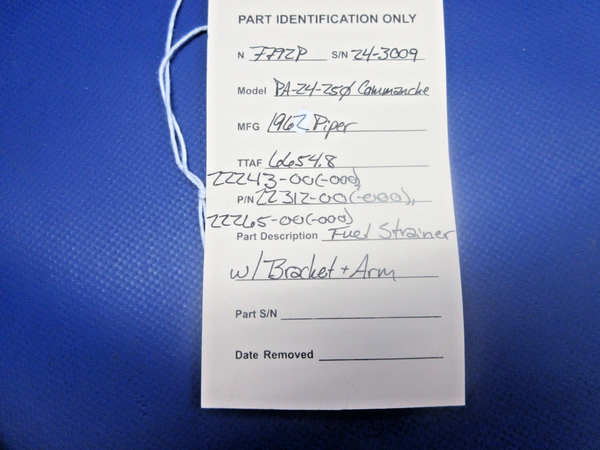 PART IDENTIFICATION ONLY
N 7792P S/N 24-3009
Model PA-24-250 Commanche
MFG 1962 Piper
TTAF 6654.8
22243-00(-000),
P/N 22312-00(-000),
22265-00(-000)
Part Description Fuel Strainer
w/ Bracket + Arm
Part S/N
Date Removed